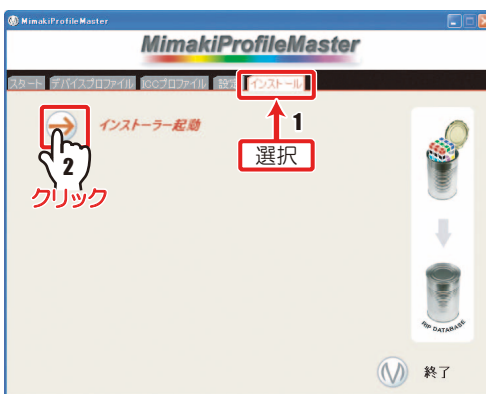 MimakiProfileMaster
MimakiProfileMaster
スタート デバイスプロファイル ICCプロファイル 設定 インストール
インストーラー起動
1
選択
2
クリック
RIP DATABASE
終了